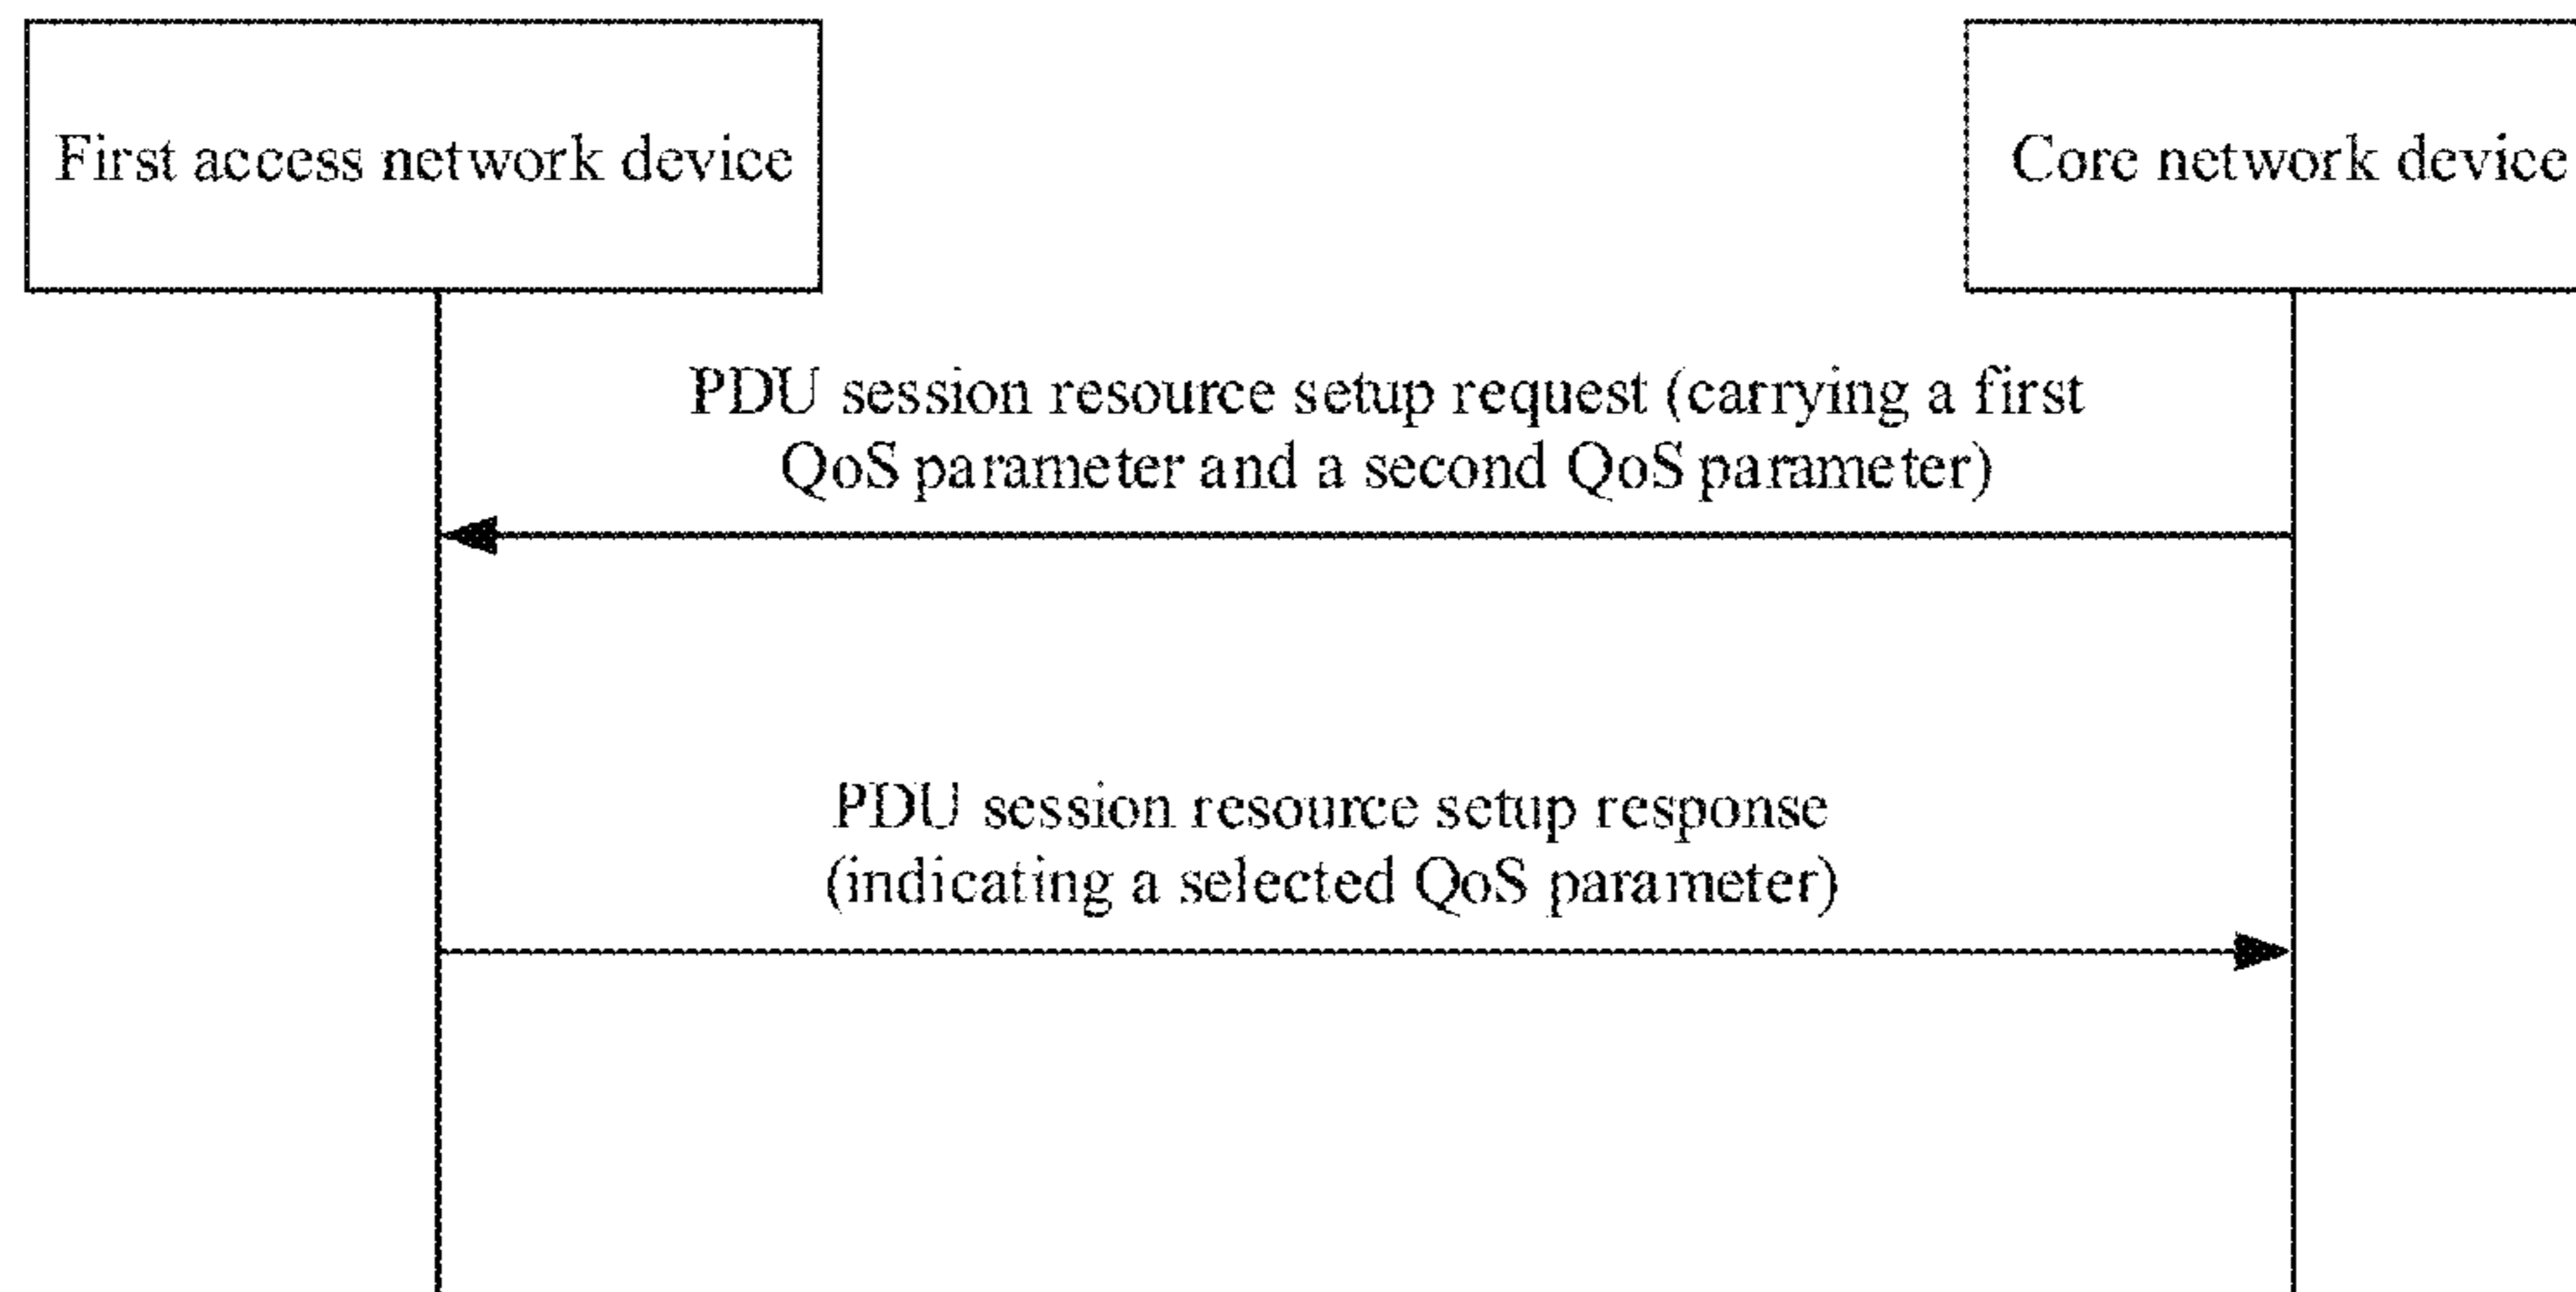 First access network device
Core network device
PDU session resource setup request (carrying a first
QoS parameter and a second QoS parameter)
PDU session resource setup response
(indicating a selected QoS parameter)